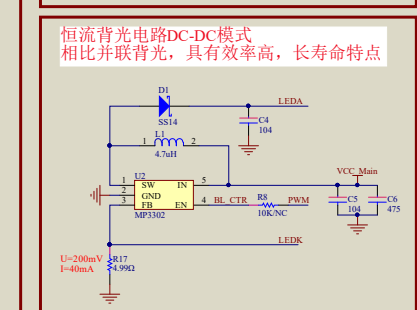 恒流背光电路DC-DC模式
相比并联背光，具有效率高，长寿命特点
D1
LEDA
SS14
C4
104
L1
1 2
4.7uH
VCC_Main
U2
1 SW IN 5
2 GND
3 FB EN 4 BL_CTR R8 PWM
MP3302
10K/NC
C5
104
C6
475
LEDK
U=200mV
I=40mA
R17
4.99Ω